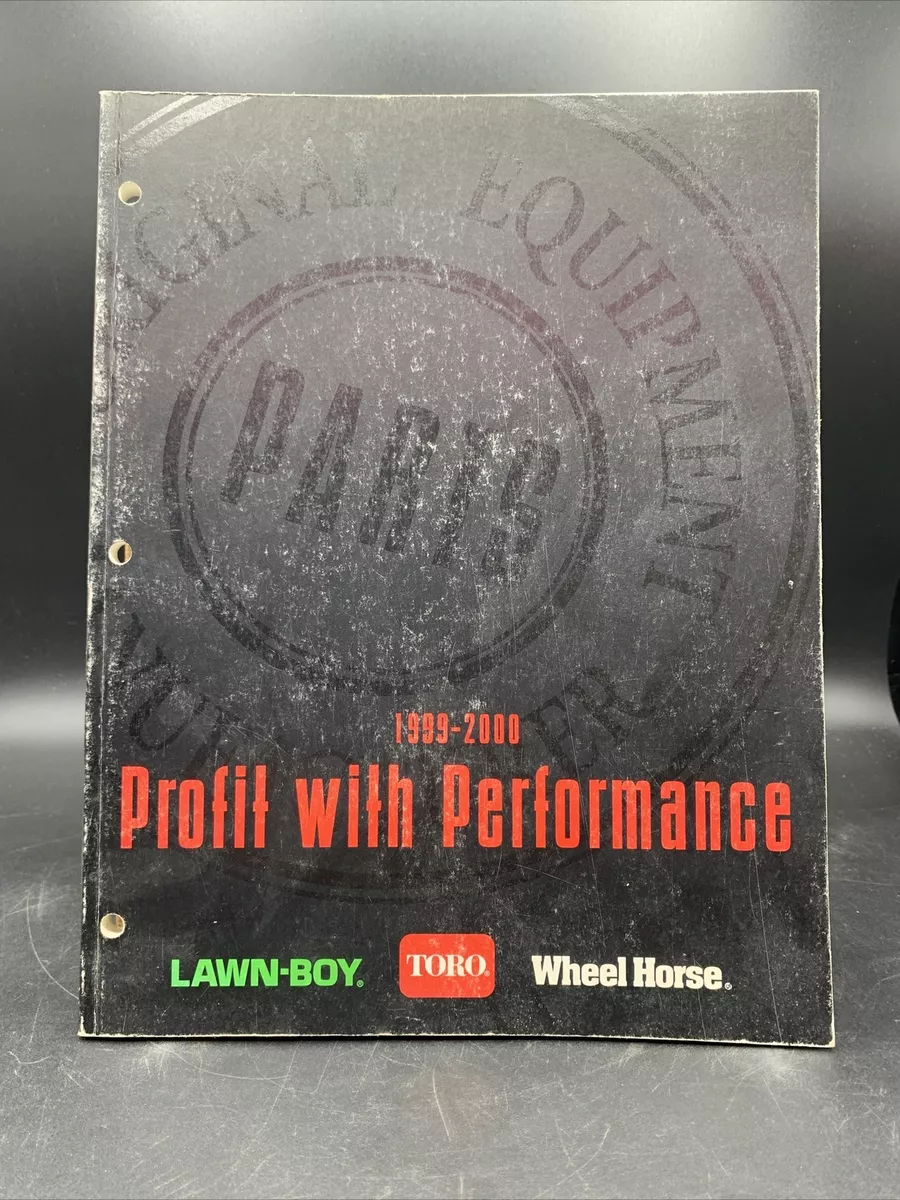 ORIGINAL EQUIPMENT
PARTS
1999-2000
Profit with Performance
LAWN-BOY®
TORO®
Wheel Horse®